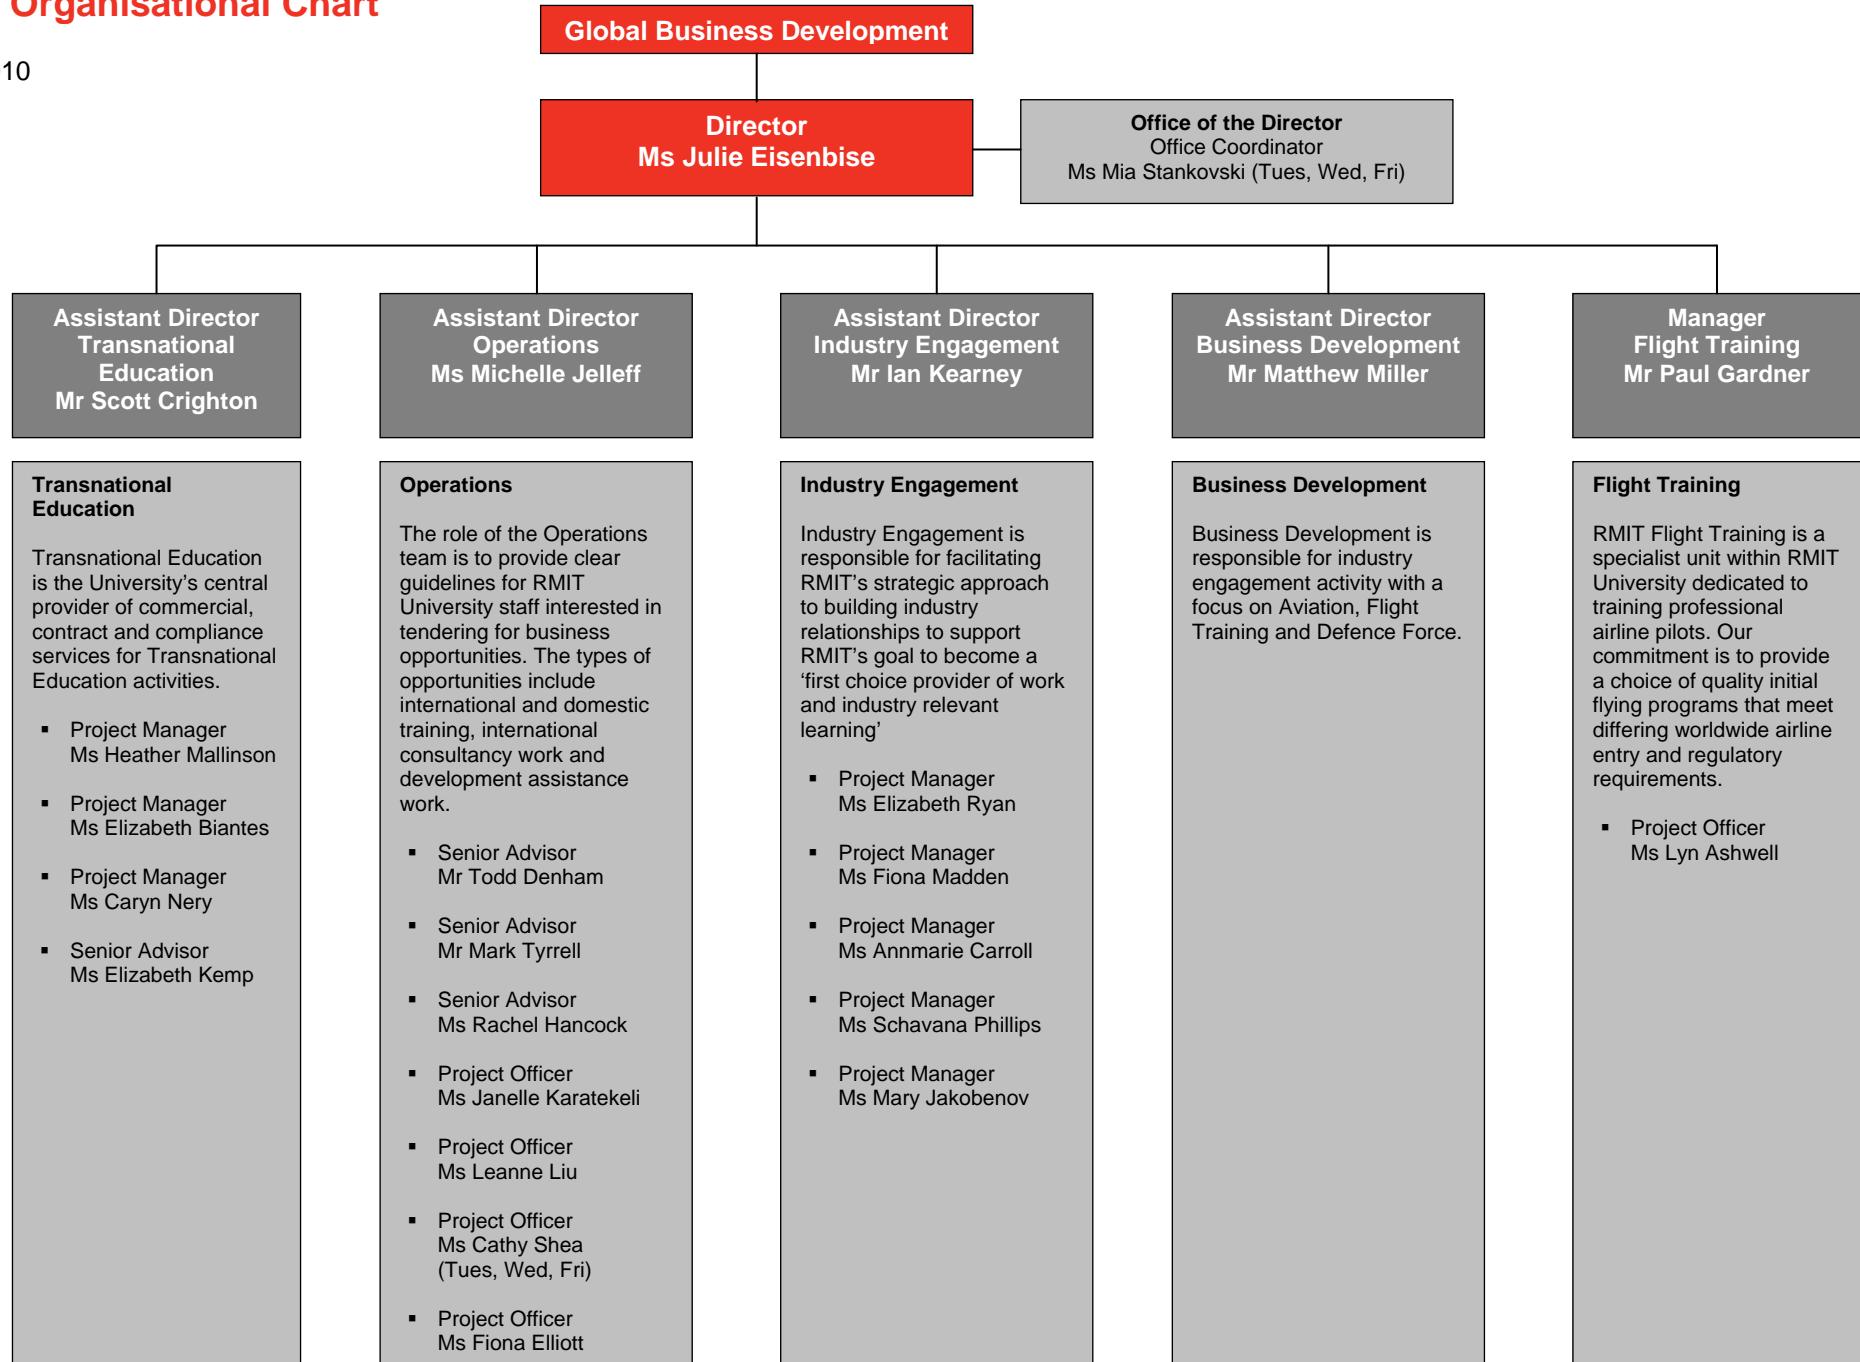 Organisational Chart
10
Global Business Development
Director
Ms Julie Eisenbise
Office of the Director
Office Coordinator
Ms Mia Stankovski (Tues, Wed, Fri)
Assistant Director
Transnational
Education
Mr Scott Crighton
Assistant Director
Operations
Ms Michelle Jelleff
Assistant Director
Industry Engagement
Mr Ian Kearney
Assistant Director
Business Development
Mr Matthew Miller
Manager
Flight Training
Mr Paul Gardner
Transnational
Education
Transnational Education
is the University’s central
provider of commercial,
contract and compliance
services for Transnational
Education activities.
▪ Project Manager
Ms Heather Mallinson
▪ Project Manager
Ms Elizabeth Biantes
▪ Project Manager
Ms Caryn Nery
▪ Senior Advisor
Ms Elizabeth Kemp
Operations
The role of the Operations
team is to provide clear
guidelines for RMIT
University staff interested in
tendering for business
opportunities. The types of
opportunities include
international and domestic
training, international
consultancy work and
development assistance
work.
▪ Senior Advisor
Mr Todd Denham
▪ Senior Advisor
Mr Mark Tyrrell
▪ Senior Advisor
Ms Rachel Hancock
▪ Project Officer
Ms Janelle Karatekeli
▪ Project Officer
Ms Leanne Liu
▪ Project Officer
Ms Cathy Shea
(Tues, Wed, Fri)
▪ Project Officer
Ms Fiona Elliott
Industry Engagement
Industry Engagement is
responsible for facilitating
RMIT’s strategic approach
to building industry
relationships to support
RMIT’s goal to become a
‘first choice provider of work
and industry relevant
learning’
▪ Project Manager
Ms Elizabeth Ryan
▪ Project Manager
Ms Fiona Madden
▪ Project Manager
Ms Annmarie Carroll
▪ Project Manager
Ms Schavana Phillips
▪ Project Manager
Ms Mary Jakobenov
Business Development
Business Development is
responsible for industry
engagement activity with a
focus on Aviation, Flight
Training and Defence Force.
Flight Training
RMIT Flight Training is a
specialist unit within RMIT
University dedicated to
training professional
airline pilots. Our
commitment is to provide
a choice of quality initial
flying programs that meet
differing worldwide airline
entry and regulatory
requirements.
▪ Project Officer
Ms Lyn Ashwell